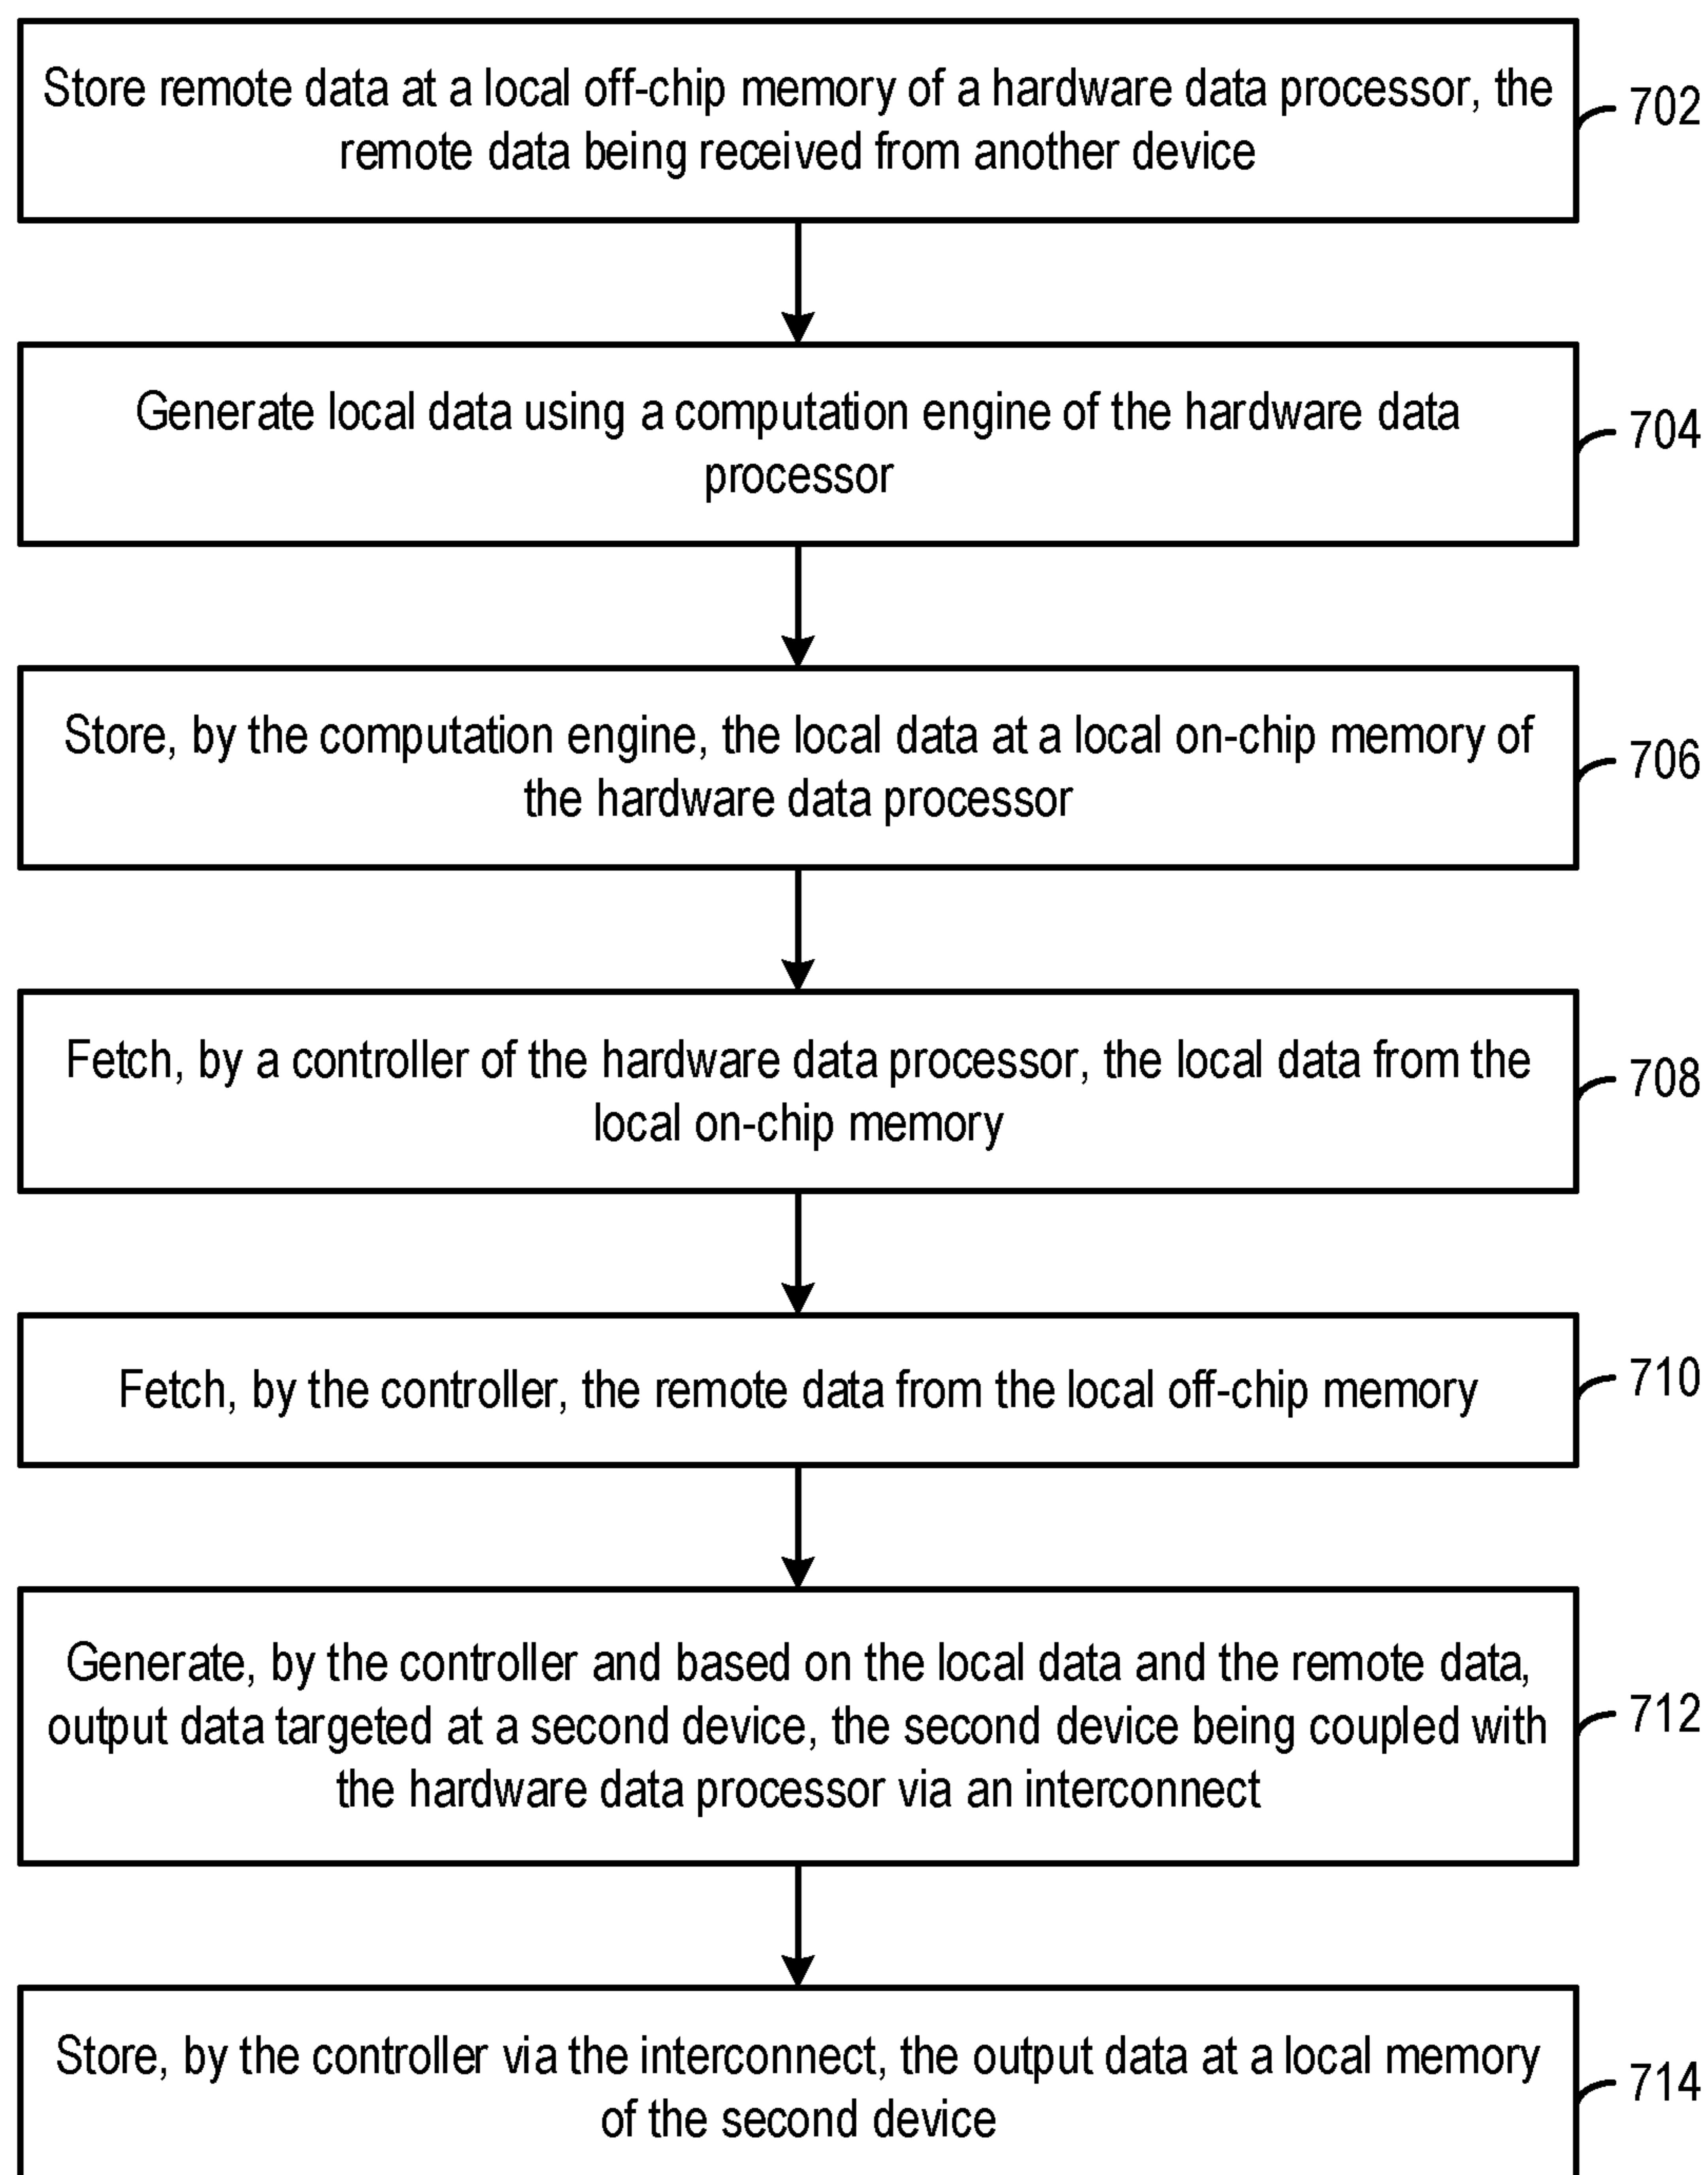 Store remote data at a local off-chip memory of a hardware data processor, the
remote data being received from another device
702
Generate local data using a computation engine of the hardware data
processor
704
Store, by the computation engine, the local data at a local on-chip memory of
the hardware data processor
706
Fetch, by a controller of the hardware data processor, the local data from the
local on-chip memory
708
Fetch, by the controller, the remote data from the local off-chip memory
710
Generate, by the controller and based on the local data and the remote data,
output data targeted at a second device, the second device being coupled with
the hardware data processor via an interconnect
712
Store, by the controller via the interconnect, the output data at a local memory
of the second device
714